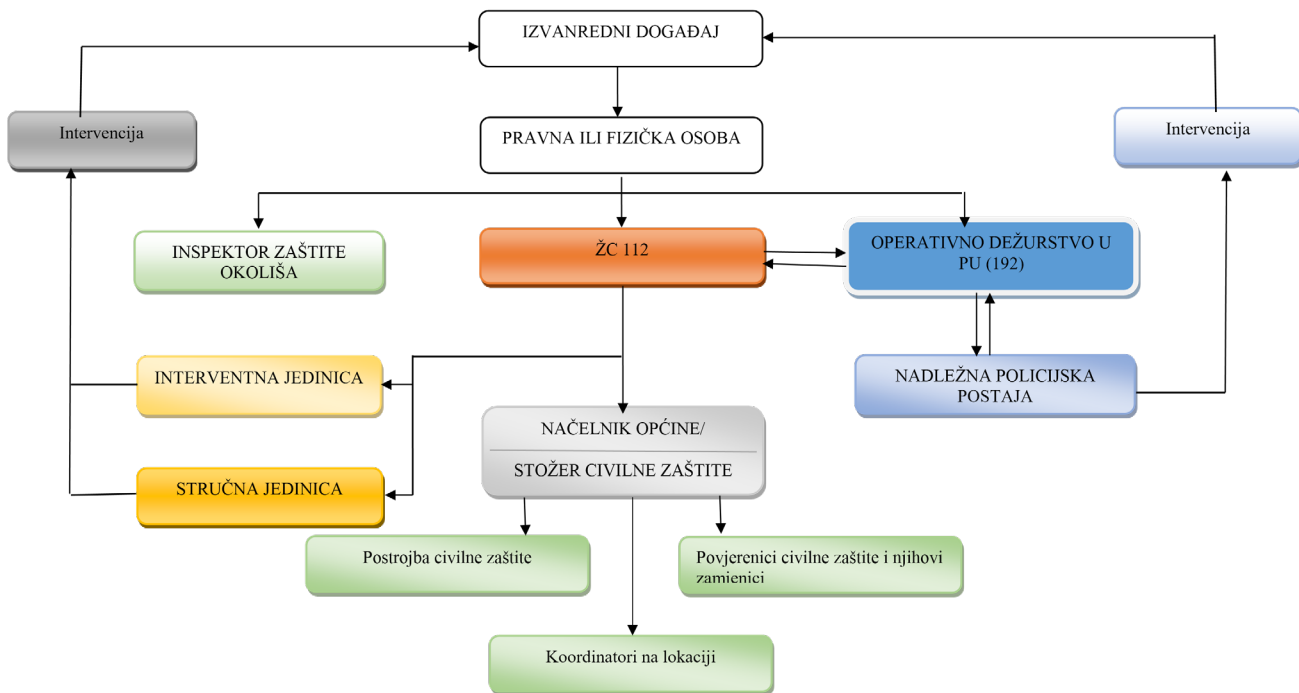 IZVANREDNI DOGAĐAJ
Intervencija
PRAVNA ILI FIZIČKA OSOBA
Intervencija
INSPEKTOR ZAŠTITE
OKOLIŠA
ŽC 112
OPERATIVNO DEŽURSTVO U
PU (192)
INTERVENTNA JEDINICA
NADLEŽNA POLICIJSKA
POSTAJA
NAČELNIK OPĆINE/
STOŽER CIVILNE ZAŠTITE
STRUČNA JEDINICA
Postrojba civilne zaštite
Povjerenici civilne zaštite i njihovi
zamjenici
Koordinatori na lokaciji